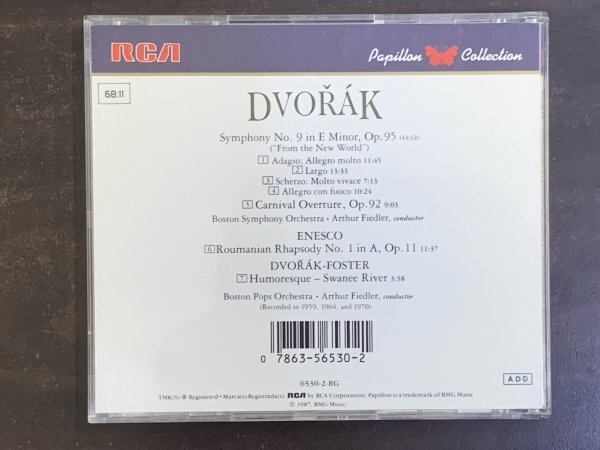 RCA
Papillon Collection
68:11
DVOŘÁK
Symphony No. 9 in E Minor, Op. 95 (43:12)
("From the New World")
1 Adagio; Allegro molto 11:45
2 Largo 13:33
3 Scherzo: Molto vivace 7:13
4 Allegro con fuoco 10:24
5 Carnival Overture, Op. 92 9:03
Boston Symphony Orchestra • Arthur Fiedler, conductor
ENESCO
6 Roumanian Rhapsody No. 1 in A, Op. 11 11:37
DVOŘÁK-FOSTER
7 Humoresque – Swanee River 3:58
Boston Pops Orchestra • Arthur Fiedler, conductor
(Recorded in 1959, 1964, and 1970)
0 7863-56530-2
6530-2-RG
ADD
TMK(S) ® Registered • Marca(s) Registrada(s) RCA by RCA Corporation; Papillon is a trademark of BMG Music
© 1987, BMG Music